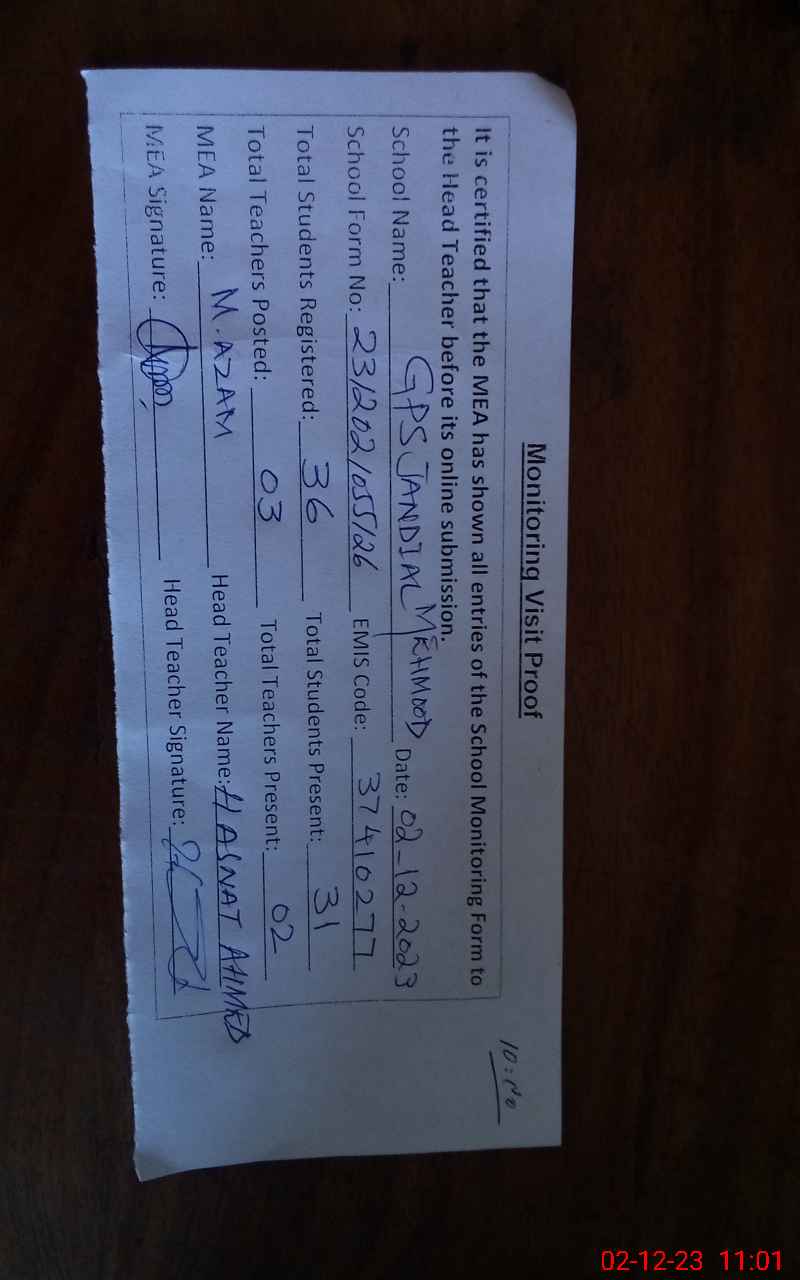 10:40
Monitoring Visit Proof
It is certified that the MEA has shown all entries of the School Monitoring Form to
the Head Teacher before its online submission.
School Name: GPS JANDIAL MEHMOOD Date: 02-12-2023
School Form No: 231202/055/26 EMIS Code: 37410277
Total Students Registered: 36 Total Students Present: 31
Total Teachers Posted: 03 Total Teachers Present: 02
MEA Name: M. AZAM Head Teacher Name: HASNAT AHMED
MEA Signature: Head Teacher Signature:
02-12-23 11:01